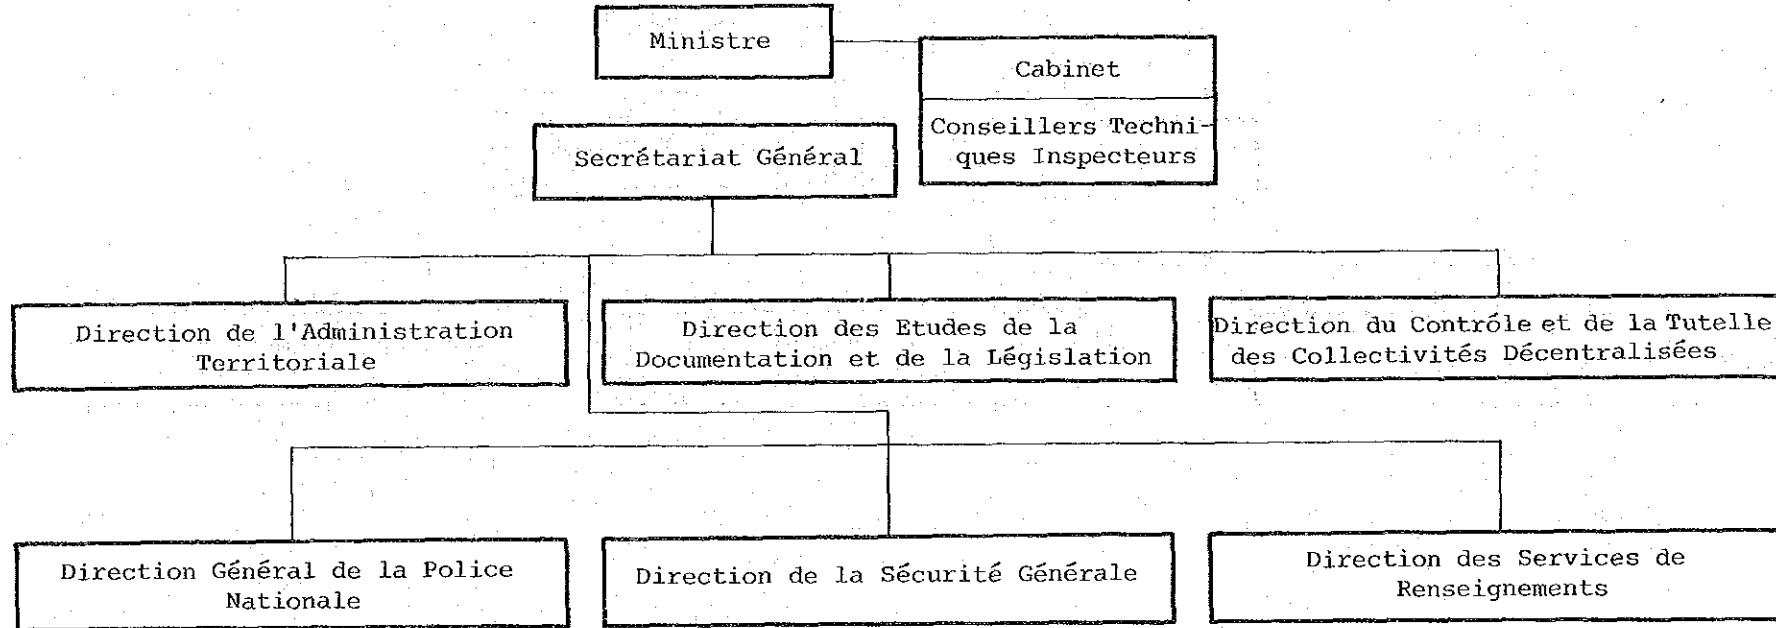 Ministre
Cabinet
Conseillers Techni-
ques Inspecteurs
Secrétariat Général
Direction de l'Administration
Territoriale
Direction des Etudes de la
Documentation et de la Législation
Direction du Contrôle et de la Tutelle
des Collectivités Décentralisées
Direction Général de la Police
Nationale
Direction de la Sécurité Générale
Direction des Services de
Renseignements